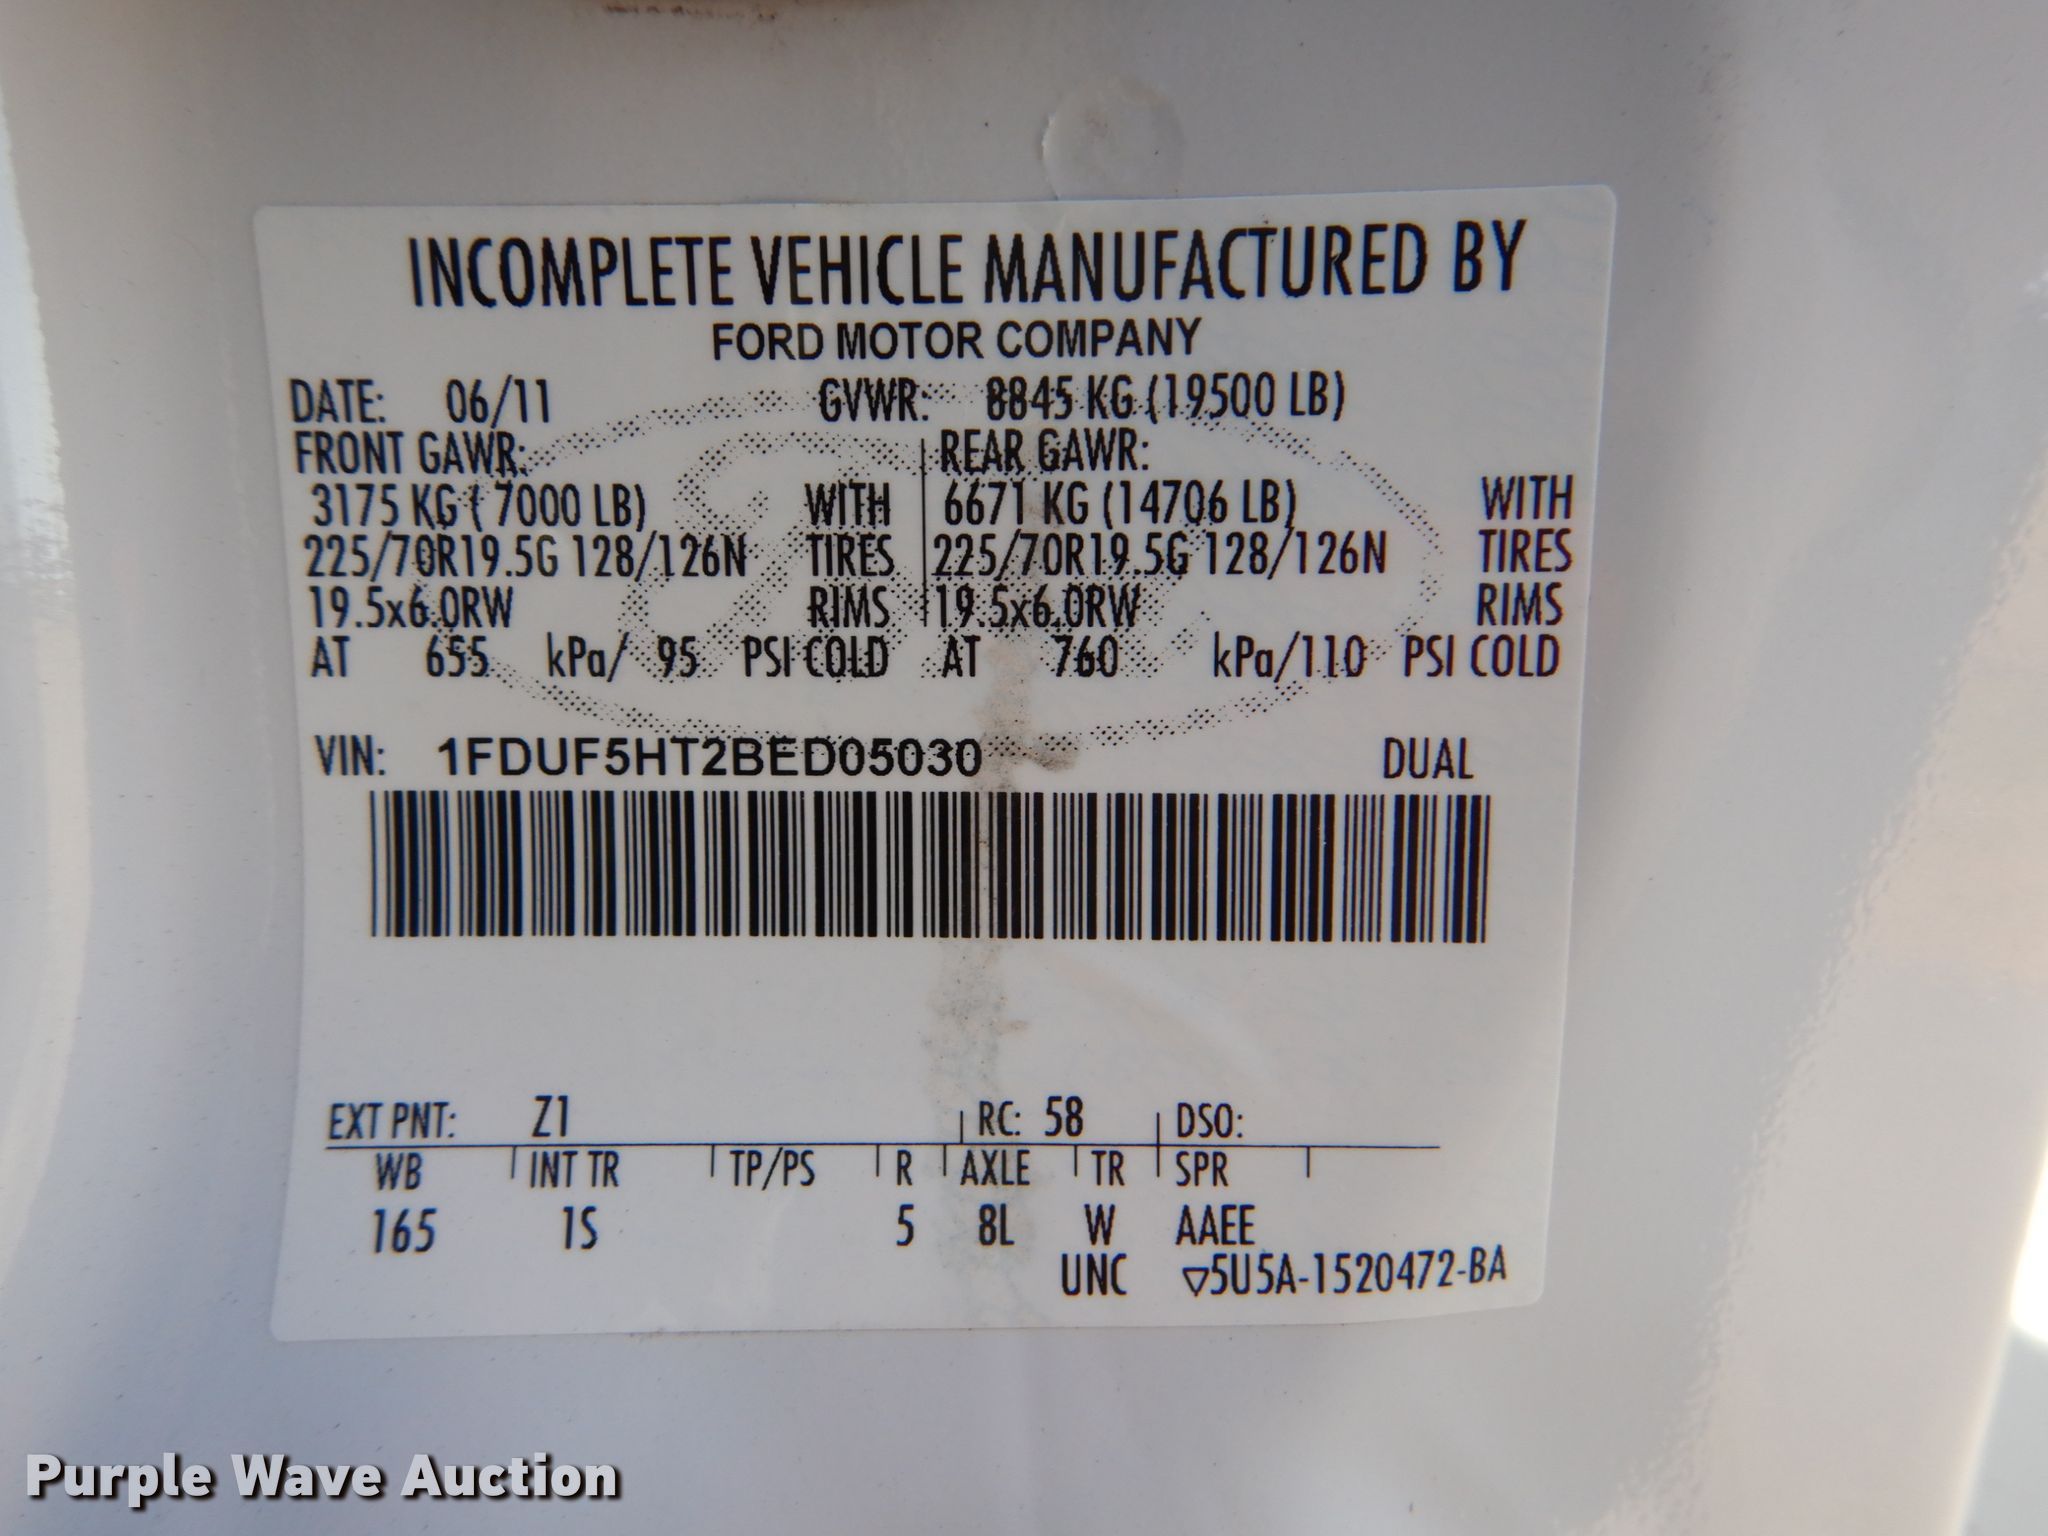 INCOMPLETE VEHICLE MANUFACTURED BY
FORD MOTOR COMPANY
DATE: 06/11 GVWR: 8845 KG (19500 LB)
FRONT GAWR: REAR GAWR:
3175 KG ( 7000 LB) WITH 6671 KG (14706 LB) WITH
225/70R19.5G 128/126N TIRES 225/70R19.5G 128/126N TIRES
19.5x6.0RW RIMS 19.5x6.0RW RIMS
AT 655 kPa/ 95 PSI COLD AT 760 kPa/110 PSI COLD
VIN: 1FDUF5HT2BED05030 DUAL
EXT PNT: Z1 RC: 58 DSO:
WB INT TR TP/PS R AXLE TR SPR
165 1S 5 8L W AAEE
UNC ▽5U5A-1520472-BA
Purple Wave Auction